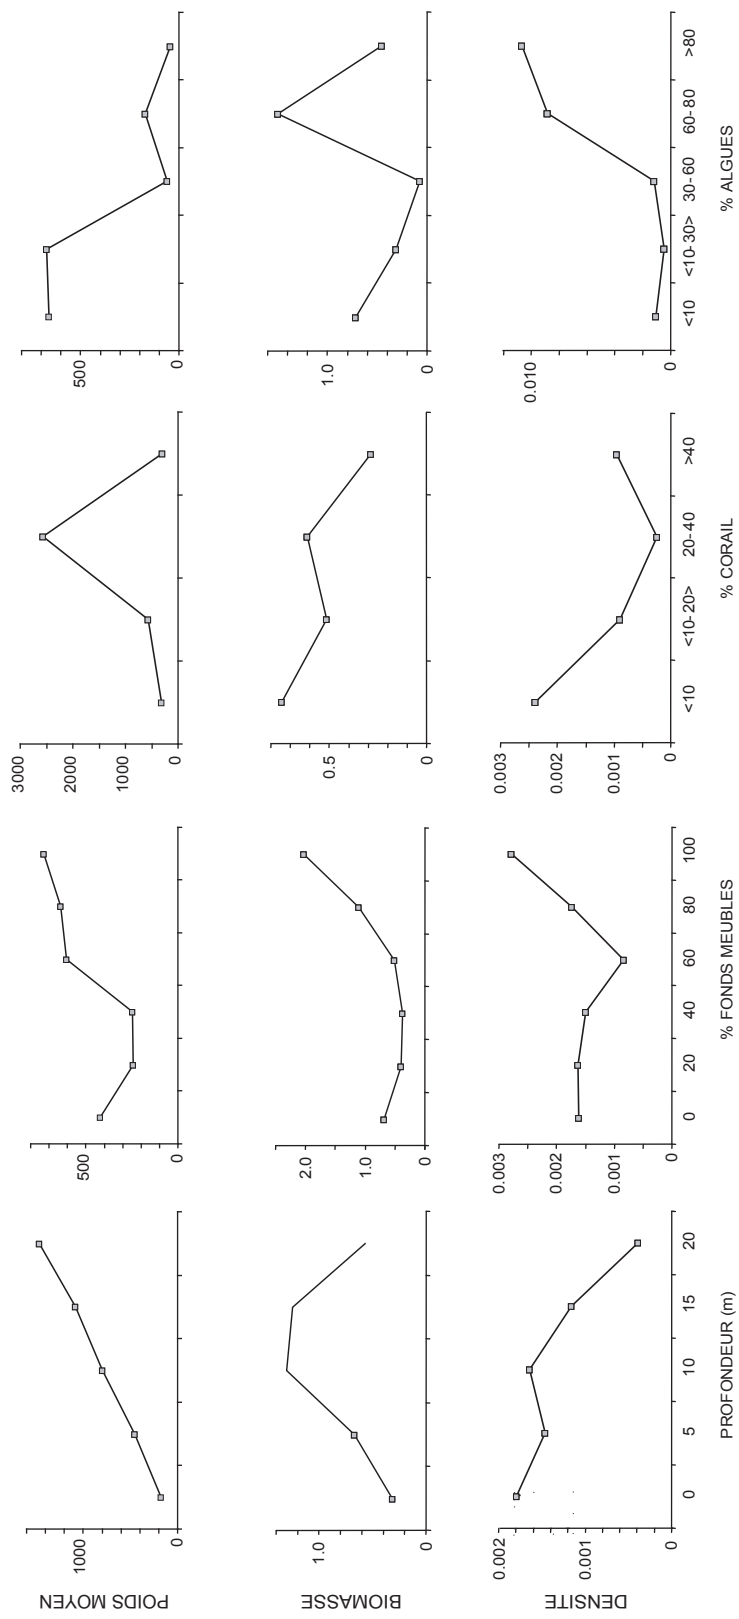 POIDS MOYEN
1000
0
500
0
3000
2000
1000
0
500
0
BIOMASSE
1.0
0
2.0
1.0
0
0.5
0
1.0
0
DENSITE
0.002
0.001
0
0.003
0.002
0.001
0
0.003
0.002
0.001
0
0.010
0
0 5 10 15 20
0 20 40 60 80 100
<10 <10-20> 20-40 >40
<10 <10-30> 30-60 60-80 >80
PROFONDEUR (m)
% FONDS MEUBLES
% CORAIL
% ALGUES